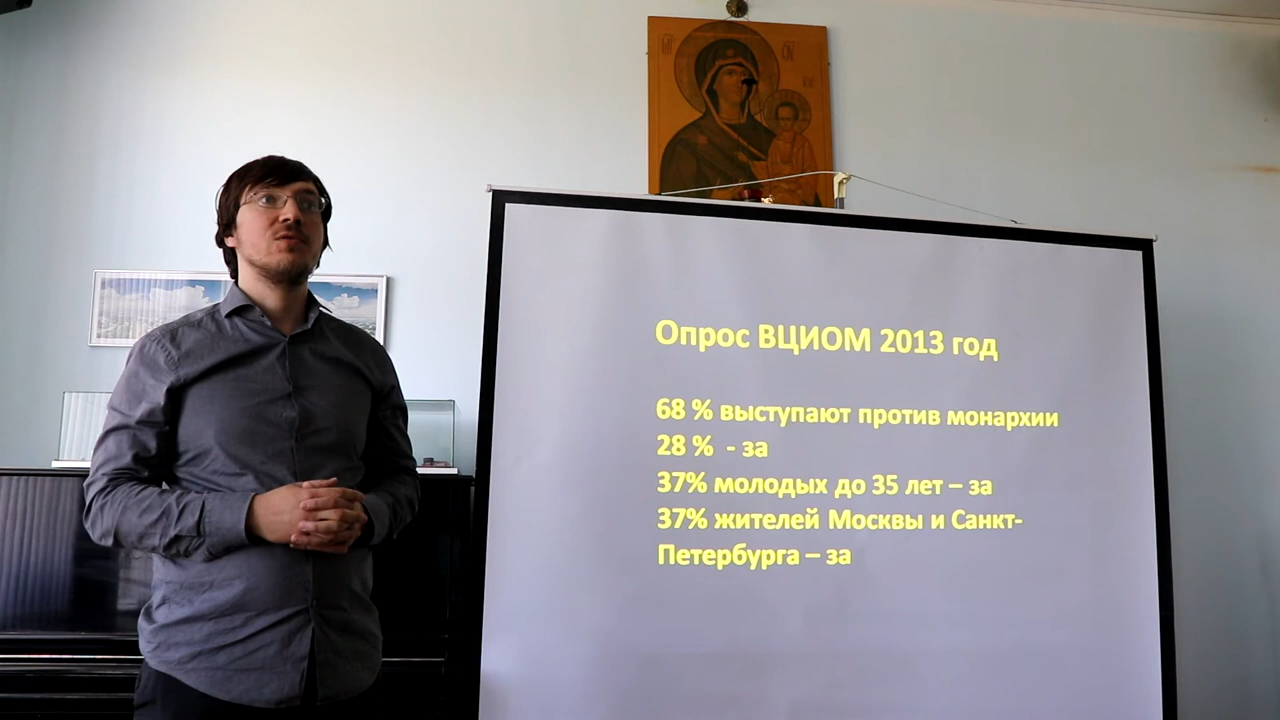 Опрос ВЦИОМ 2013 год
68 % выступают против монархии
28 % - за
37% молодых до 35 лет – за
37% жителей Москвы и Санкт-
Петербурга – за